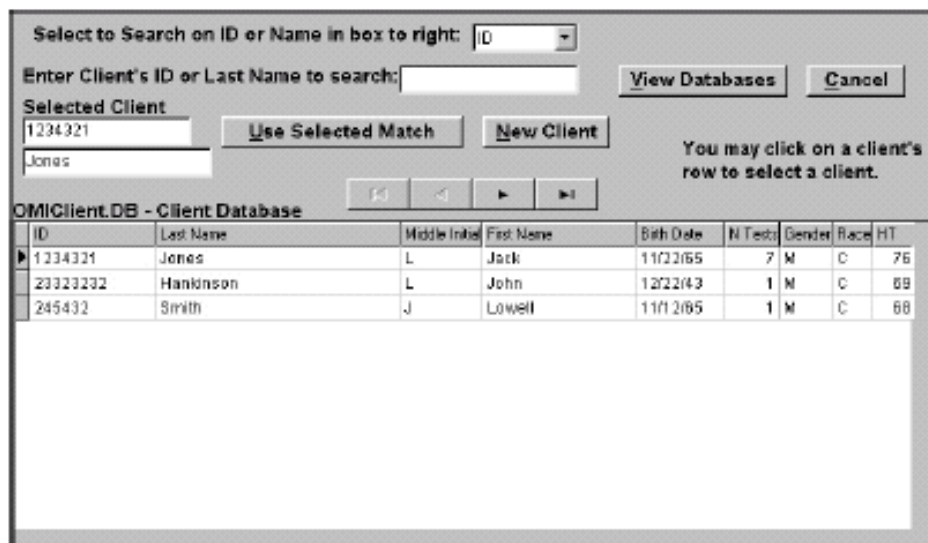 Select to Search on ID or Name in box to right: ID
Enter Client's ID or Last Name to search: View Databases Cancel
Selected Client
1234321 Use Selected Match New Client
Jones
You may click on a client's
row to select a client.
OMIClient.DB - Client Database
ID Last Name Middle Initial First Name Birth Date N Tests Gender Race HT
1234321 Jones L Jack 11/22/65 7 M C 76
23323232 Hankinson L John 12/22/43 1 M C 69
245432 Smith J Lowell 11/12/65 1 M C 68